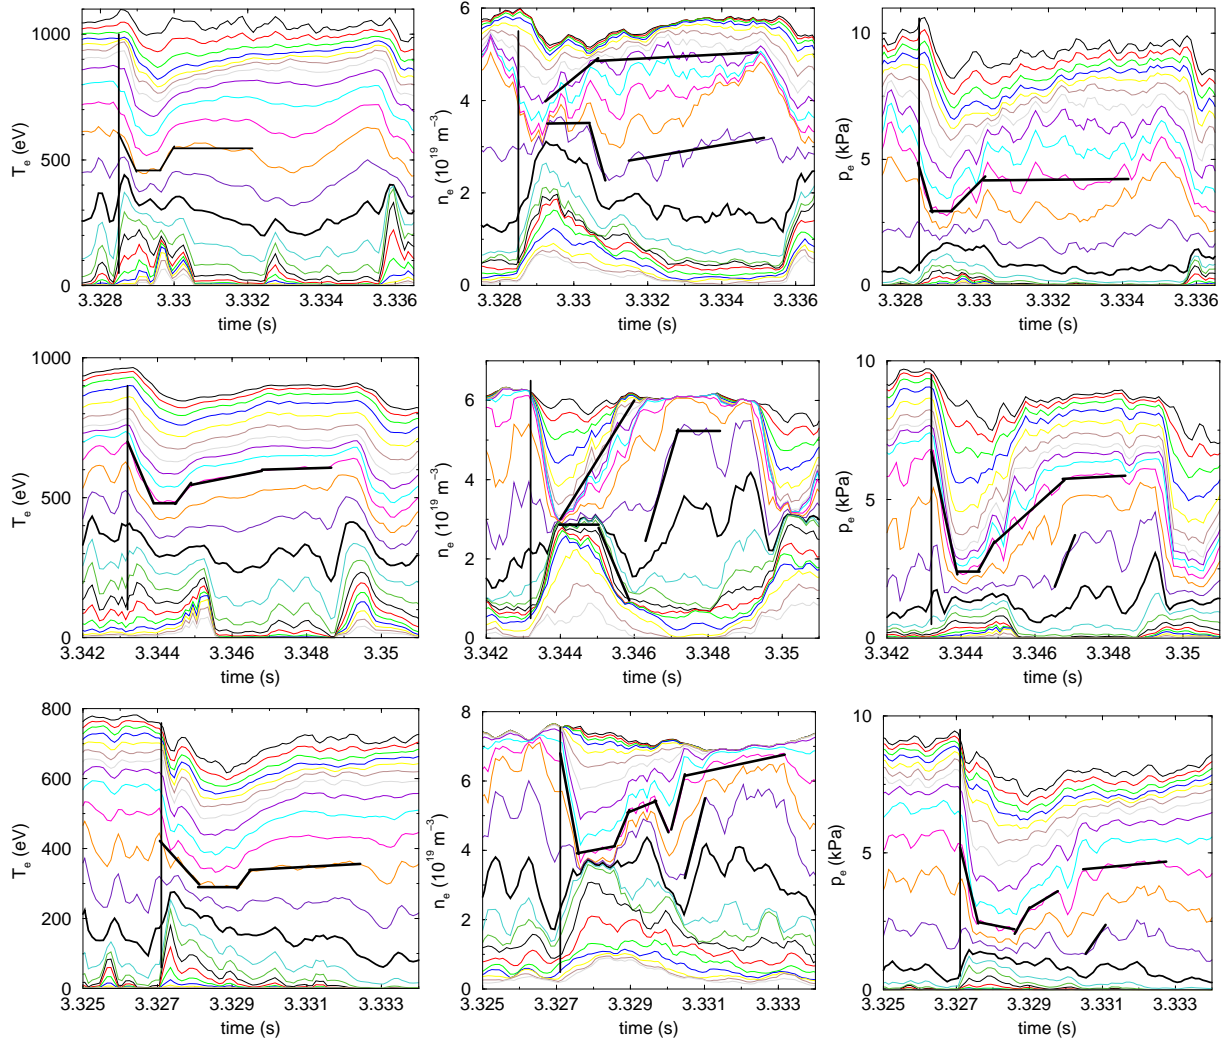 1000
500
0
T_e (eV)
3.328 3.33 3.332 3.334 3.336
time (s)
6
4
2
0
n_e (10^19 m^−3)
3.328 3.33 3.332 3.334 3.336
time (s)
10
5
0
p_e (kPa)
3.328 3.33 3.332 3.334 3.336
time (s)
1000
500
0
T_e (eV)
3.342 3.344 3.346 3.348 3.35
time (s)
6
4
2
0
n_e (10^19 m^−3)
3.342 3.344 3.346 3.348 3.35
time (s)
10
5
0
p_e (kPa)
3.342 3.344 3.346 3.348 3.35
time (s)
800
600
400
200
0
T_e (eV)
3.325 3.327 3.329 3.331 3.333
time (s)
8
6
4
2
0
n_e (10^19 m^−3)
3.325 3.327 3.329 3.331 3.333
time (s)
10
5
0
p_e (kPa)
3.325 3.327 3.329 3.331 3.333
time (s)